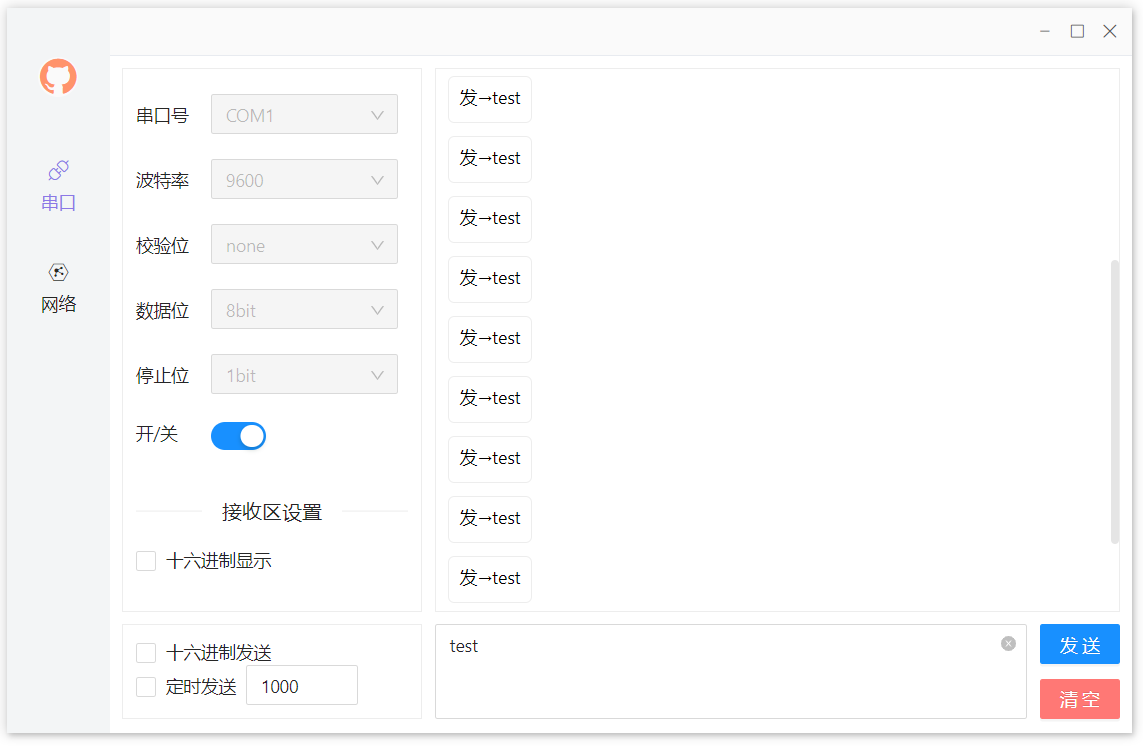 串口
网络
串口号 COM1
波特率 9600
校验位 none
数据位 8bit
停止位 1bit
开/关
接收区设置
十六进制显示
发→test
发→test
发→test
发→test
发→test
发→test
发→test
发→test
发→test
十六进制发送
定时发送 1000
test
发送
清空